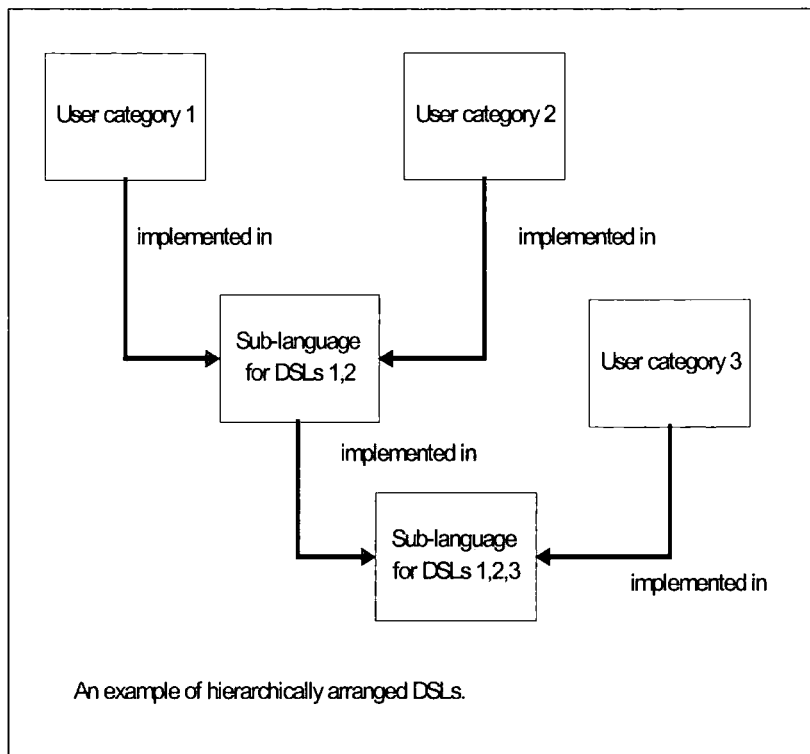 User category 1
User category 2
implemented in
implemented in
Sub-language
for DSLs 1,2
User category 3
implemented in
Sub-language
for DSLs 1,2,3
implemented in
An example of hierarchically arranged DSLs.